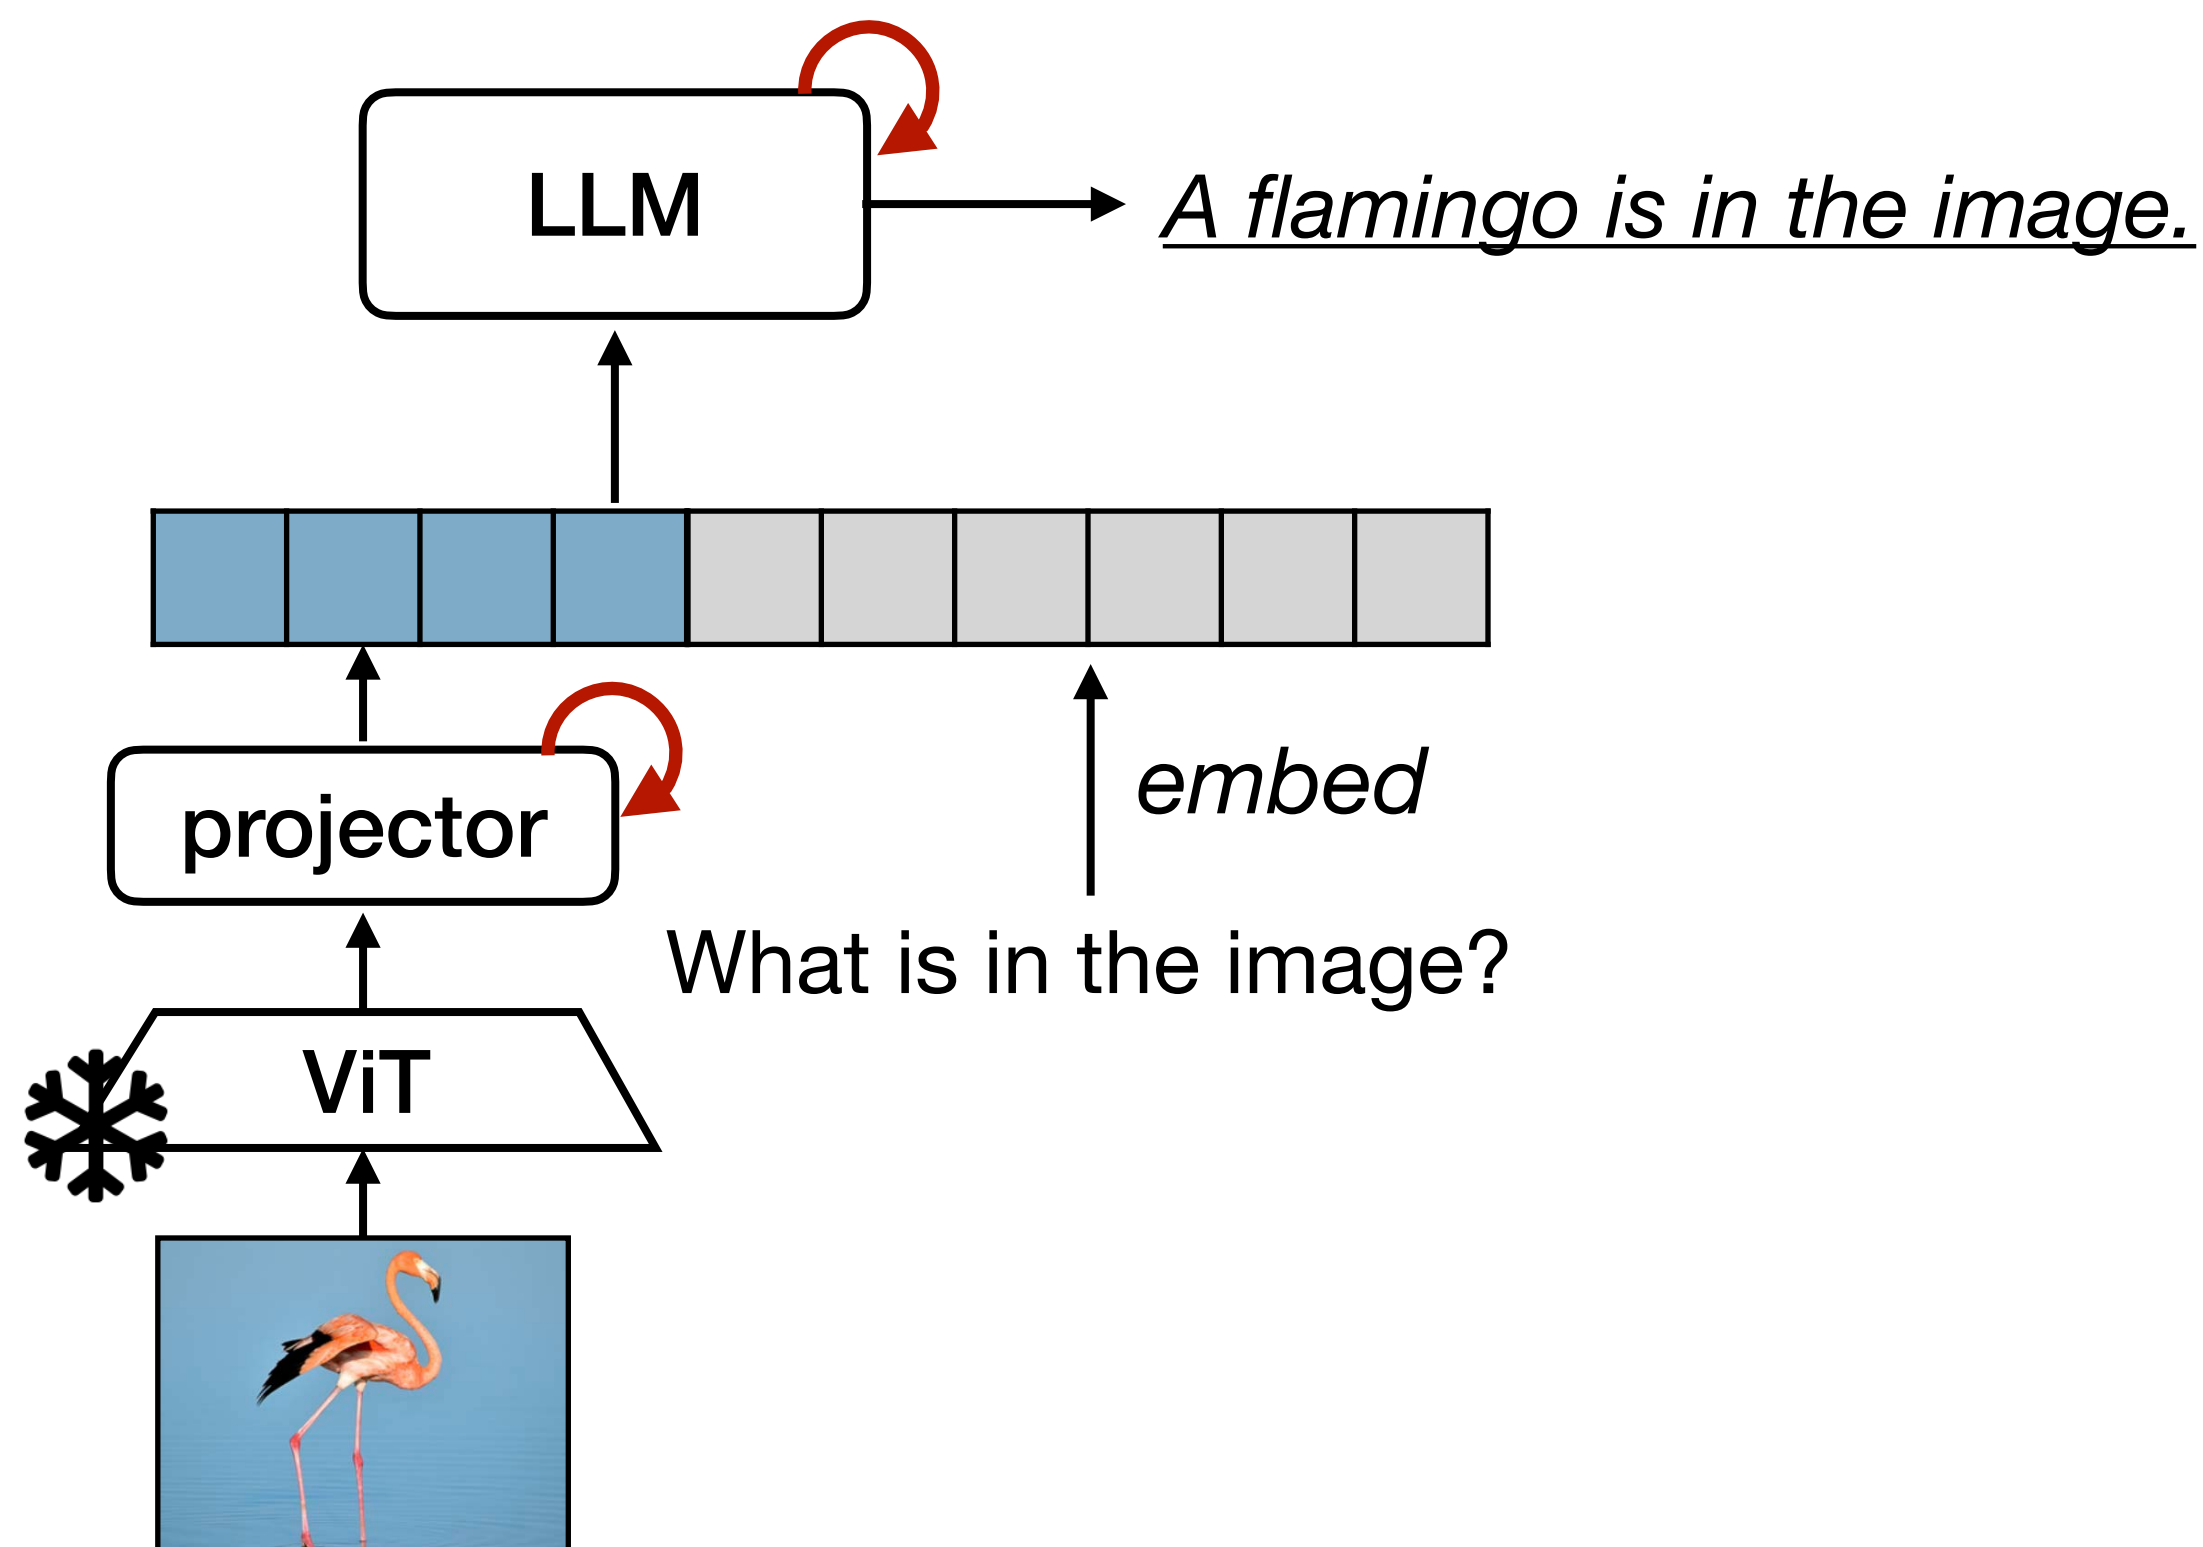 LLM
A flamingo is in the image.
projector
embed
What is in the image?
ViT